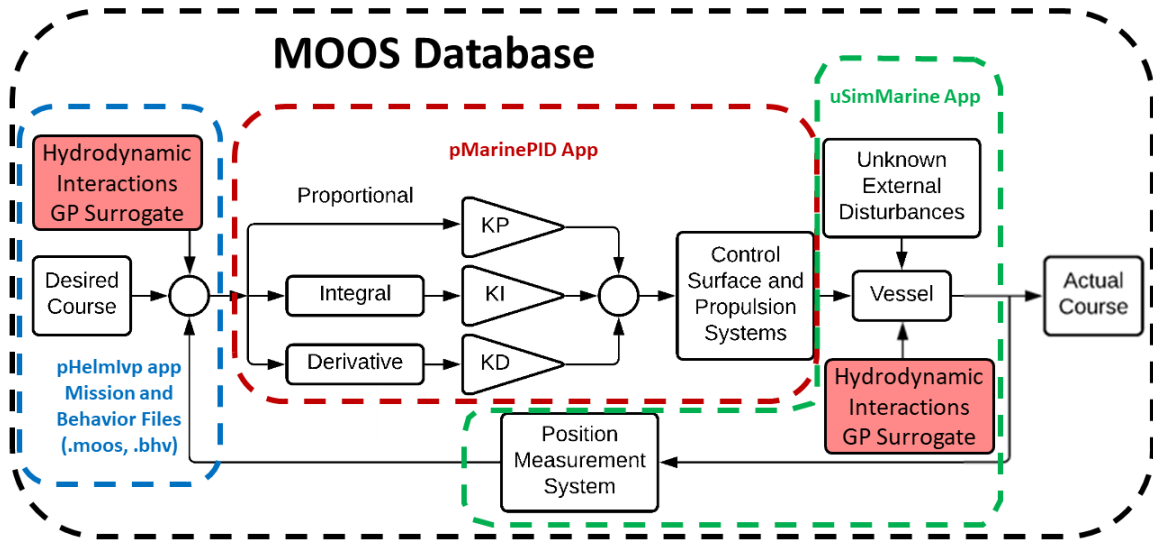 MOOS Database
uSimMarine App
pMarinePID App
Hydrodynamic
Interactions
GP Surrogate
Desired
Course
pHelmIvp app
Mission and
Behavior Files
(.moos, .bhv)
Proportional
KP
Integral
KI
Derivative
KD
Control
Surface and
Propulsion
Systems
Unknown
External
Disturbances
Vessel
Actual
Course
Hydrodynamic
Interactions
GP Surrogate
Position
Measurement
System